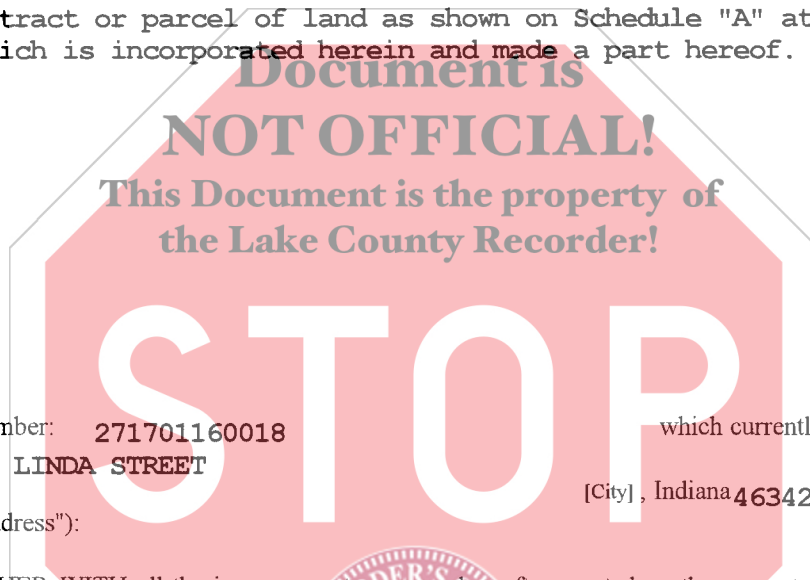 tract or parcel of land as shown on Schedule "A" at
ich is incorporated herein and made a part hereof.
Document is
NOT OFFICIAL!
This Document is the property of
the Lake County Recorder!
STOP
mber: 271701160018 which currentl
LINDA STREET
[City] , Indiana 46342
dress"):